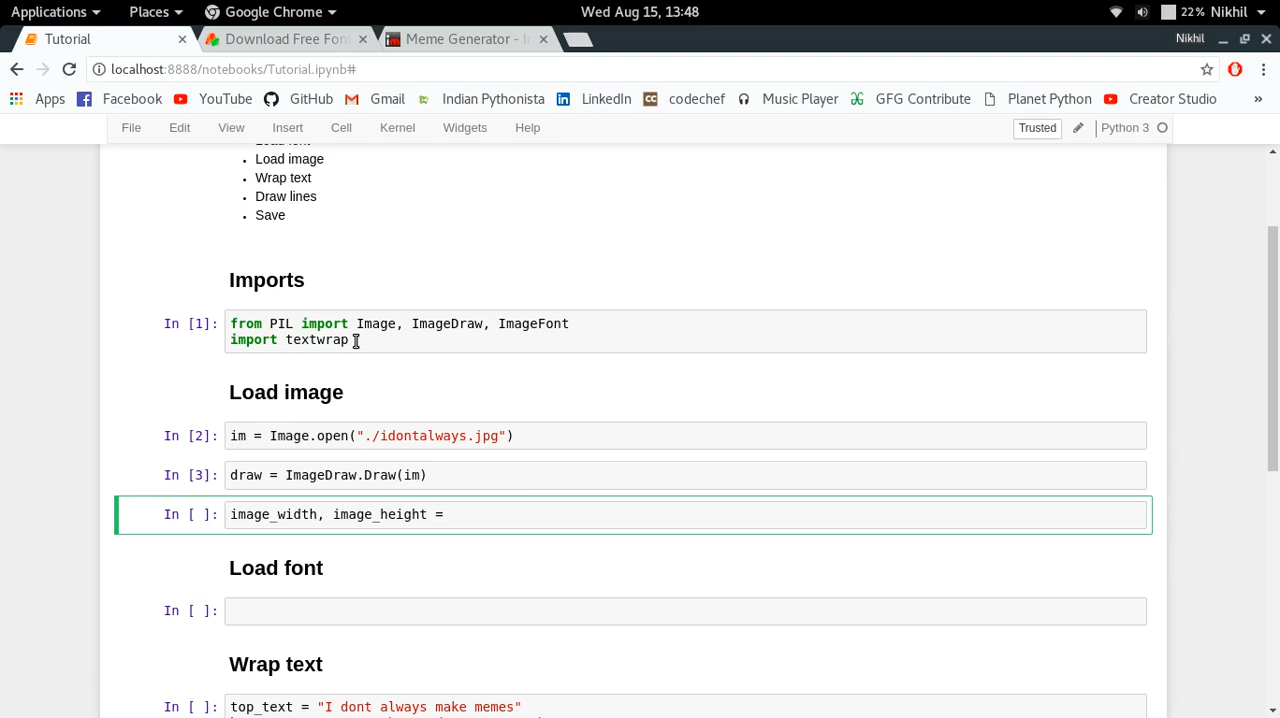 Applications Places Google Chrome Wed Aug 15, 13:48 22% Nikhil
Tutorial Download Free Fon Meme Generator - I Nikhil
localhost:8888/notebooks/Tutorial.ipynb#
Apps Facebook YouTube GitHub Gmail Indian Pythonista LinkedIn codechef Music Player GFG Contribute Planet Python Creator Studio »
File Edit View Insert Cell Kernel Widgets Help Trusted Python 3
Load font
• Load image
• Wrap text
• Draw lines
• Save
Imports
In [1]: from PIL import Image, ImageDraw, ImageFont
import textwrap
Load image
In [2]: im = Image.open("./idontalways.jpg")
In [3]: draw = ImageDraw.Draw(im)
In [ ]: image_width, image_height =
Load font
In [ ]:
Wrap text
In [ ]: top_text = "I dont always make memes"